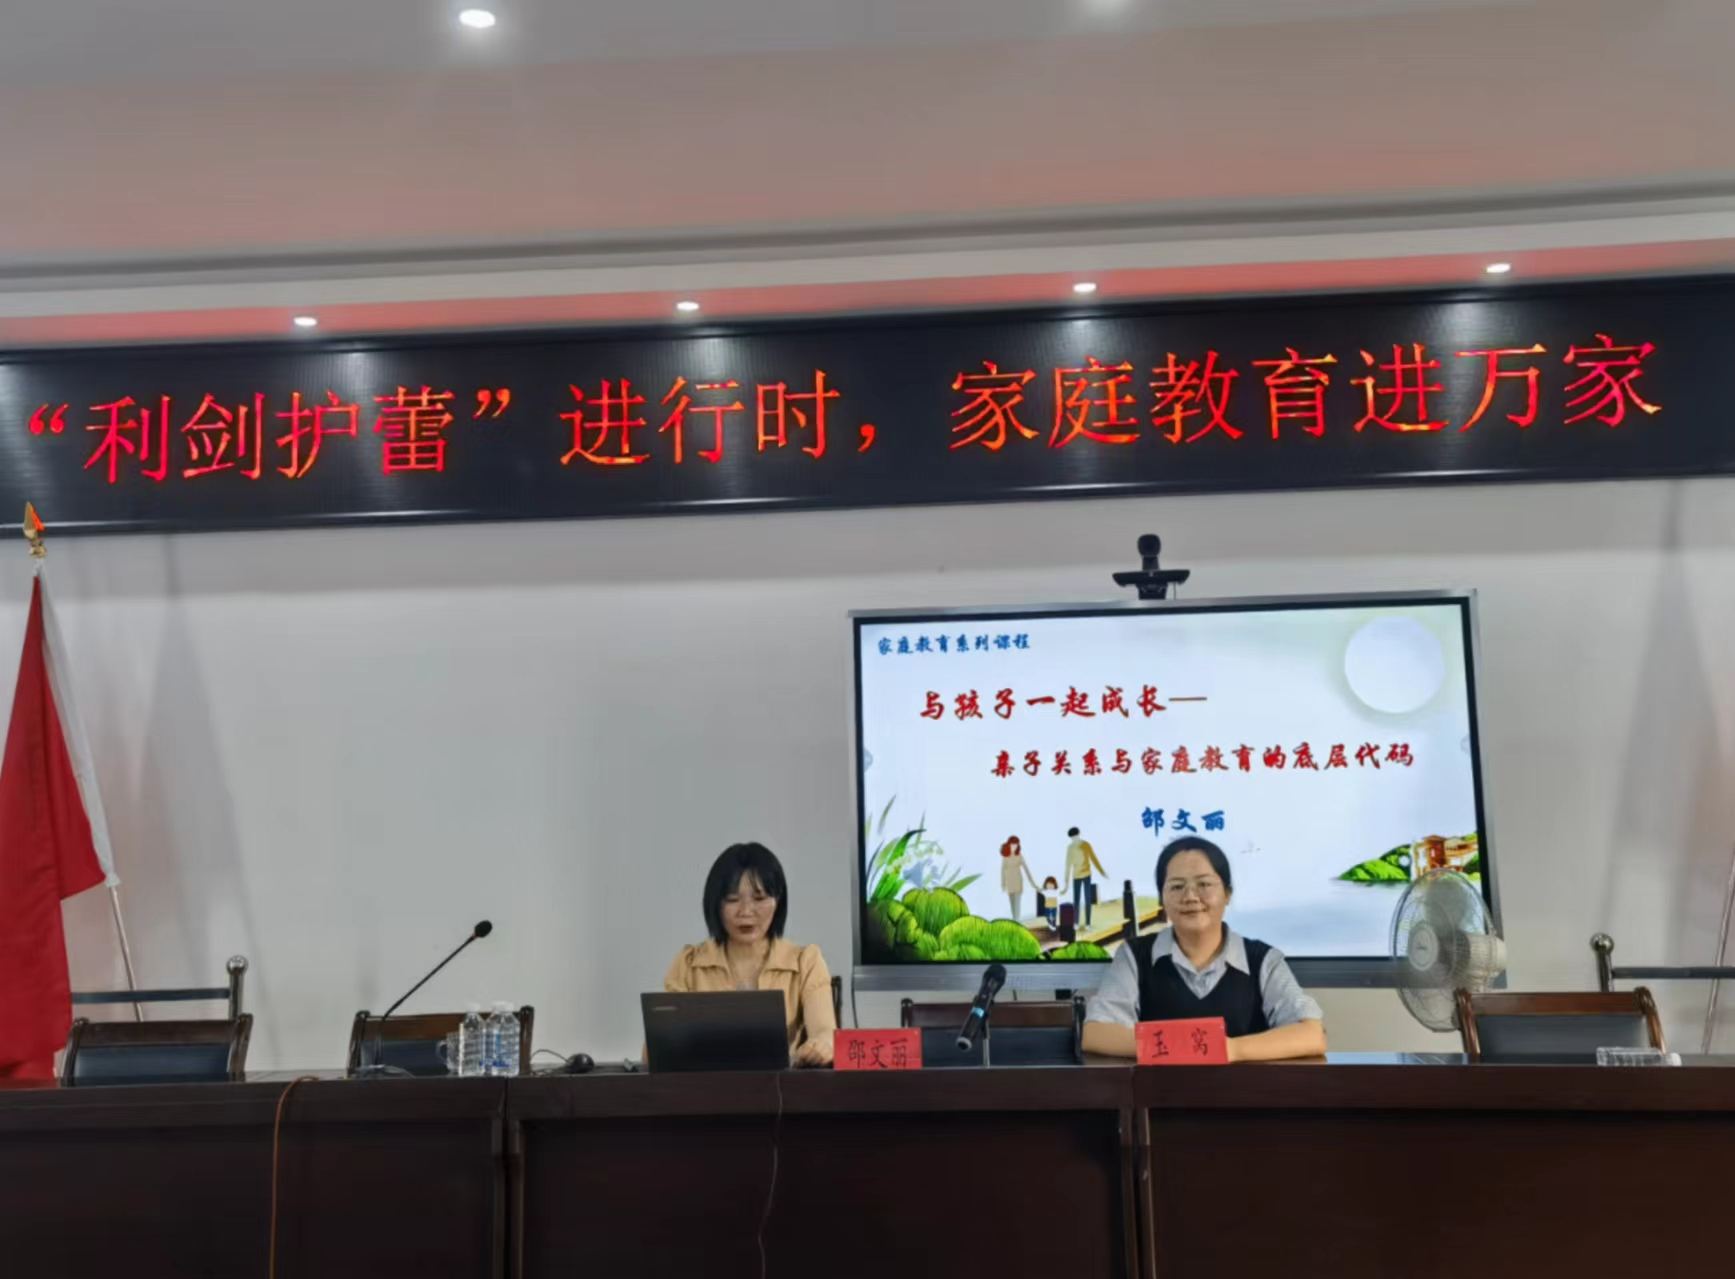 “利剑护蕾”进行时，家庭教育进万家
家庭教育系列课程
与孩子一起成长——
亲子关系与家庭教育的底层代码
邵文丽
邵文丽
玉窝